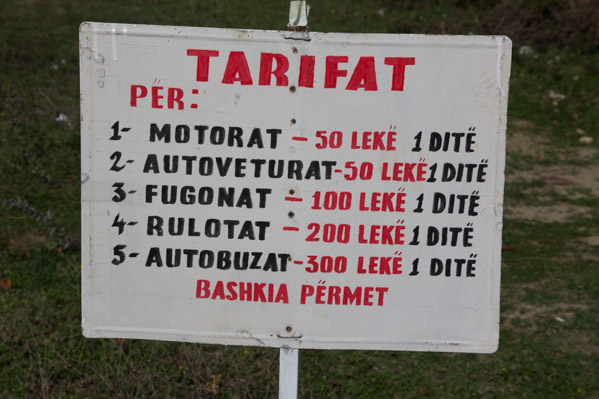 TARIFAT
PËR:
1- MOTORAT - 50 LEKË 1 DITË
2- AUTOVETURAT-50 LEKË 1 DITË
3- FUGONAT - 100 LEKË 1 DITË
4- RULOTAT - 200 LEKË 1 DITË
5- AUTOBUZAT-300 LEKË 1 DITË
BASHKIA PËRMET